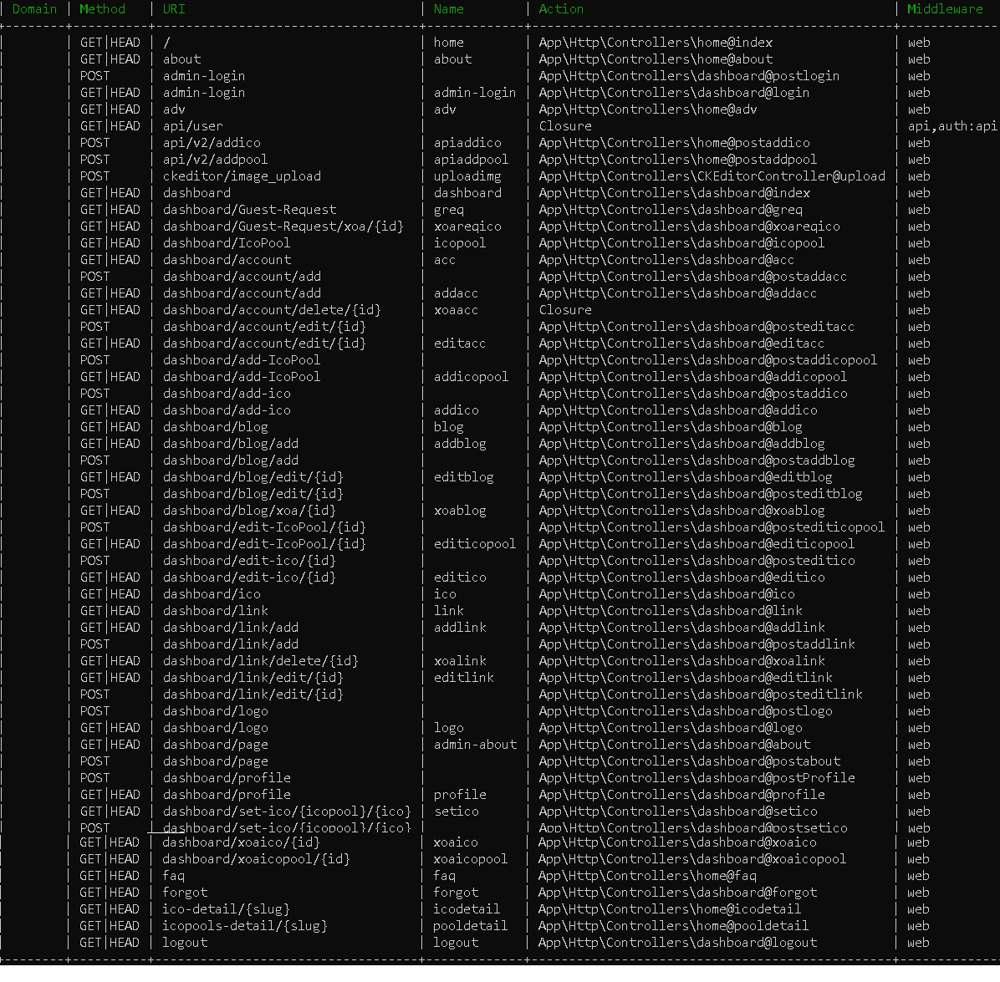 Domain | Method | URI | Name | Action | Middleware
| GET|HEAD | / | home | App\Http\Controllers\home@index | web
| GET|HEAD | about | about | App\Http\Controllers\home@about | web
| POST | admin-login | | App\Http\Controllers\dashboard@postlogin | web
| GET|HEAD | admin-login | admin-login | App\Http\Controllers\dashboard@login | web
| GET|HEAD | adv | adv | App\Http\Controllers\home@adv | web
| GET|HEAD | api/user | | Closure | api,auth:api
| POST | api/v2/addico | apiaddico | App\Http\Controllers\home@postaddico | web
| POST | api/v2/addpool | apiaddpool | App\Http\Controllers\home@postaddpool | web
| POST | ckeditor/image_upload | uploadimg | App\Http\Controllers\CKEditorController@upload | web
| GET|HEAD | dashboard | dashboard | App\Http\Controllers\dashboard@index | web
| GET|HEAD | dashboard/Guest-Request | greq | App\Http\Controllers\dashboard@greq | web
| GET|HEAD | dashboard/Guest-Request/xoa/{id} | xoareqico | App\Http\Controllers\dashboard@xoareqico | web
| GET|HEAD | dashboard/IcoPool | icopool | App\Http\Controllers\dashboard@icopool | web
| GET|HEAD | dashboard/account | acc | App\Http\Controllers\dashboard@acc | web
| POST | dashboard/account/add | | App\Http\Controllers\dashboard@postaddacc | web
| GET|HEAD | dashboard/account/add | addacc | App\Http\Controllers\dashboard@addacc | web
| GET|HEAD | dashboard/account/delete/{id} | xoaacc | Closure | web
| POST | dashboard/account/edit/{id} | | App\Http\Controllers\dashboard@posteditacc | web
| GET|HEAD | dashboard/account/edit/{id} | editacc | App\Http\Controllers\dashboard@editacc | web
| POST | dashboard/add-IcoPool | | App\Http\Controllers\dashboard@postaddicopool | web
| GET|HEAD | dashboard/add-IcoPool | addicopool | App\Http\Controllers\dashboard@addicopool | web
| POST | dashboard/add-ico | | App\Http\Controllers\dashboard@postaddico | web
| GET|HEAD | dashboard/add-ico | addico | App\Http\Controllers\dashboard@addico | web
| GET|HEAD | dashboard/blog | blog | App\Http\Controllers\dashboard@blog | web
| GET|HEAD | dashboard/blog/add | addblog | App\Http\Controllers\dashboard@addblog | web
| POST | dashboard/blog/add | | App\Http\Controllers\dashboard@postaddblog | web
| GET|HEAD | dashboard/blog/edit/{id} | editblog | App\Http\Controllers\dashboard@editblog | web
| POST | dashboard/blog/edit/{id} | | App\Http\Controllers\dashboard@posteditblog | web
| GET|HEAD | dashboard/blog/xoa/{id} | xoablog | App\Http\Controllers\dashboard@xoablog | web
| POST | dashboard/edit-IcoPool/{id} | | App\Http\Controllers\dashboard@postediticopool | web
| GET|HEAD | dashboard/edit-IcoPool/{id} | editicopool | App\Http\Controllers\dashboard@editicopool | web
| POST | dashboard/edit-ico/{id} | | App\Http\Controllers\dashboard@posteditico | web
| GET|HEAD | dashboard/edit-ico/{id} | editico | App\Http\Controllers\dashboard@editico | web
| GET|HEAD | dashboard/ico | ico | App\Http\Controllers\dashboard@ico | web
| GET|HEAD | dashboard/link | link | App\Http\Controllers\dashboard@link | web
| GET|HEAD | dashboard/link/add | addlink | App\Http\Controllers\dashboard@addlink | web
| POST | dashboard/link/add | | App\Http\Controllers\dashboard@postaddlink | web
| GET|HEAD | dashboard/link/delete/{id} | xoalink | App\Http\Controllers\dashboard@xoalink | web
| GET|HEAD | dashboard/link/edit/{id} | editlink | App\Http\Controllers\dashboard@editlink | web
| POST | dashboard/link/edit/{id} | | App\Http\Controllers\dashboard@posteditlink | web
| POST | dashboard/logo | | App\Http\Controllers\dashboard@postlogo | web
| GET|HEAD | dashboard/logo | logo | App\Http\Controllers\dashboard@logo | web
| GET|HEAD | dashboard/page | admin-about | App\Http\Controllers\dashboard@about | web
| POST | dashboard/page | | App\Http\Controllers\dashboard@postabout | web
| POST | dashboard/profile | | App\Http\Controllers\dashboard@postProfile | web
| GET|HEAD | dashboard/profile | profile | App\Http\Controllers\dashboard@profile | web
| GET|HEAD | dashboard/set-ico/{icopool}/{ico} | setico | App\Http\Controllers\dashboard@setico | web
| POST | dashboard/set-ico/{icopool}/{ico} | | App\Http\Controllers\dashboard@postsetico | web
| GET|HEAD | dashboard/xoaico/{id} | xoaico | App\Http\Controllers\dashboard@xoaico | web
| GET|HEAD | dashboard/xoaicopool/{id} | xoaicopool | App\Http\Controllers\dashboard@xoaicopool | web
| GET|HEAD | faq | faq | App\Http\Controllers\home@faq | web
| GET|HEAD | forgot | forgot | App\Http\Controllers\dashboard@forgot | web
| GET|HEAD | ico-detail/{slug} | icodetail | App\Http\Controllers\home@icodetail | web
| GET|HEAD | icopools-detail/{slug} | pooldetail | App\Http\Controllers\home@pooldetail | web
| GET|HEAD | logout | logout | App\Http\Controllers\dashboard@logout | web